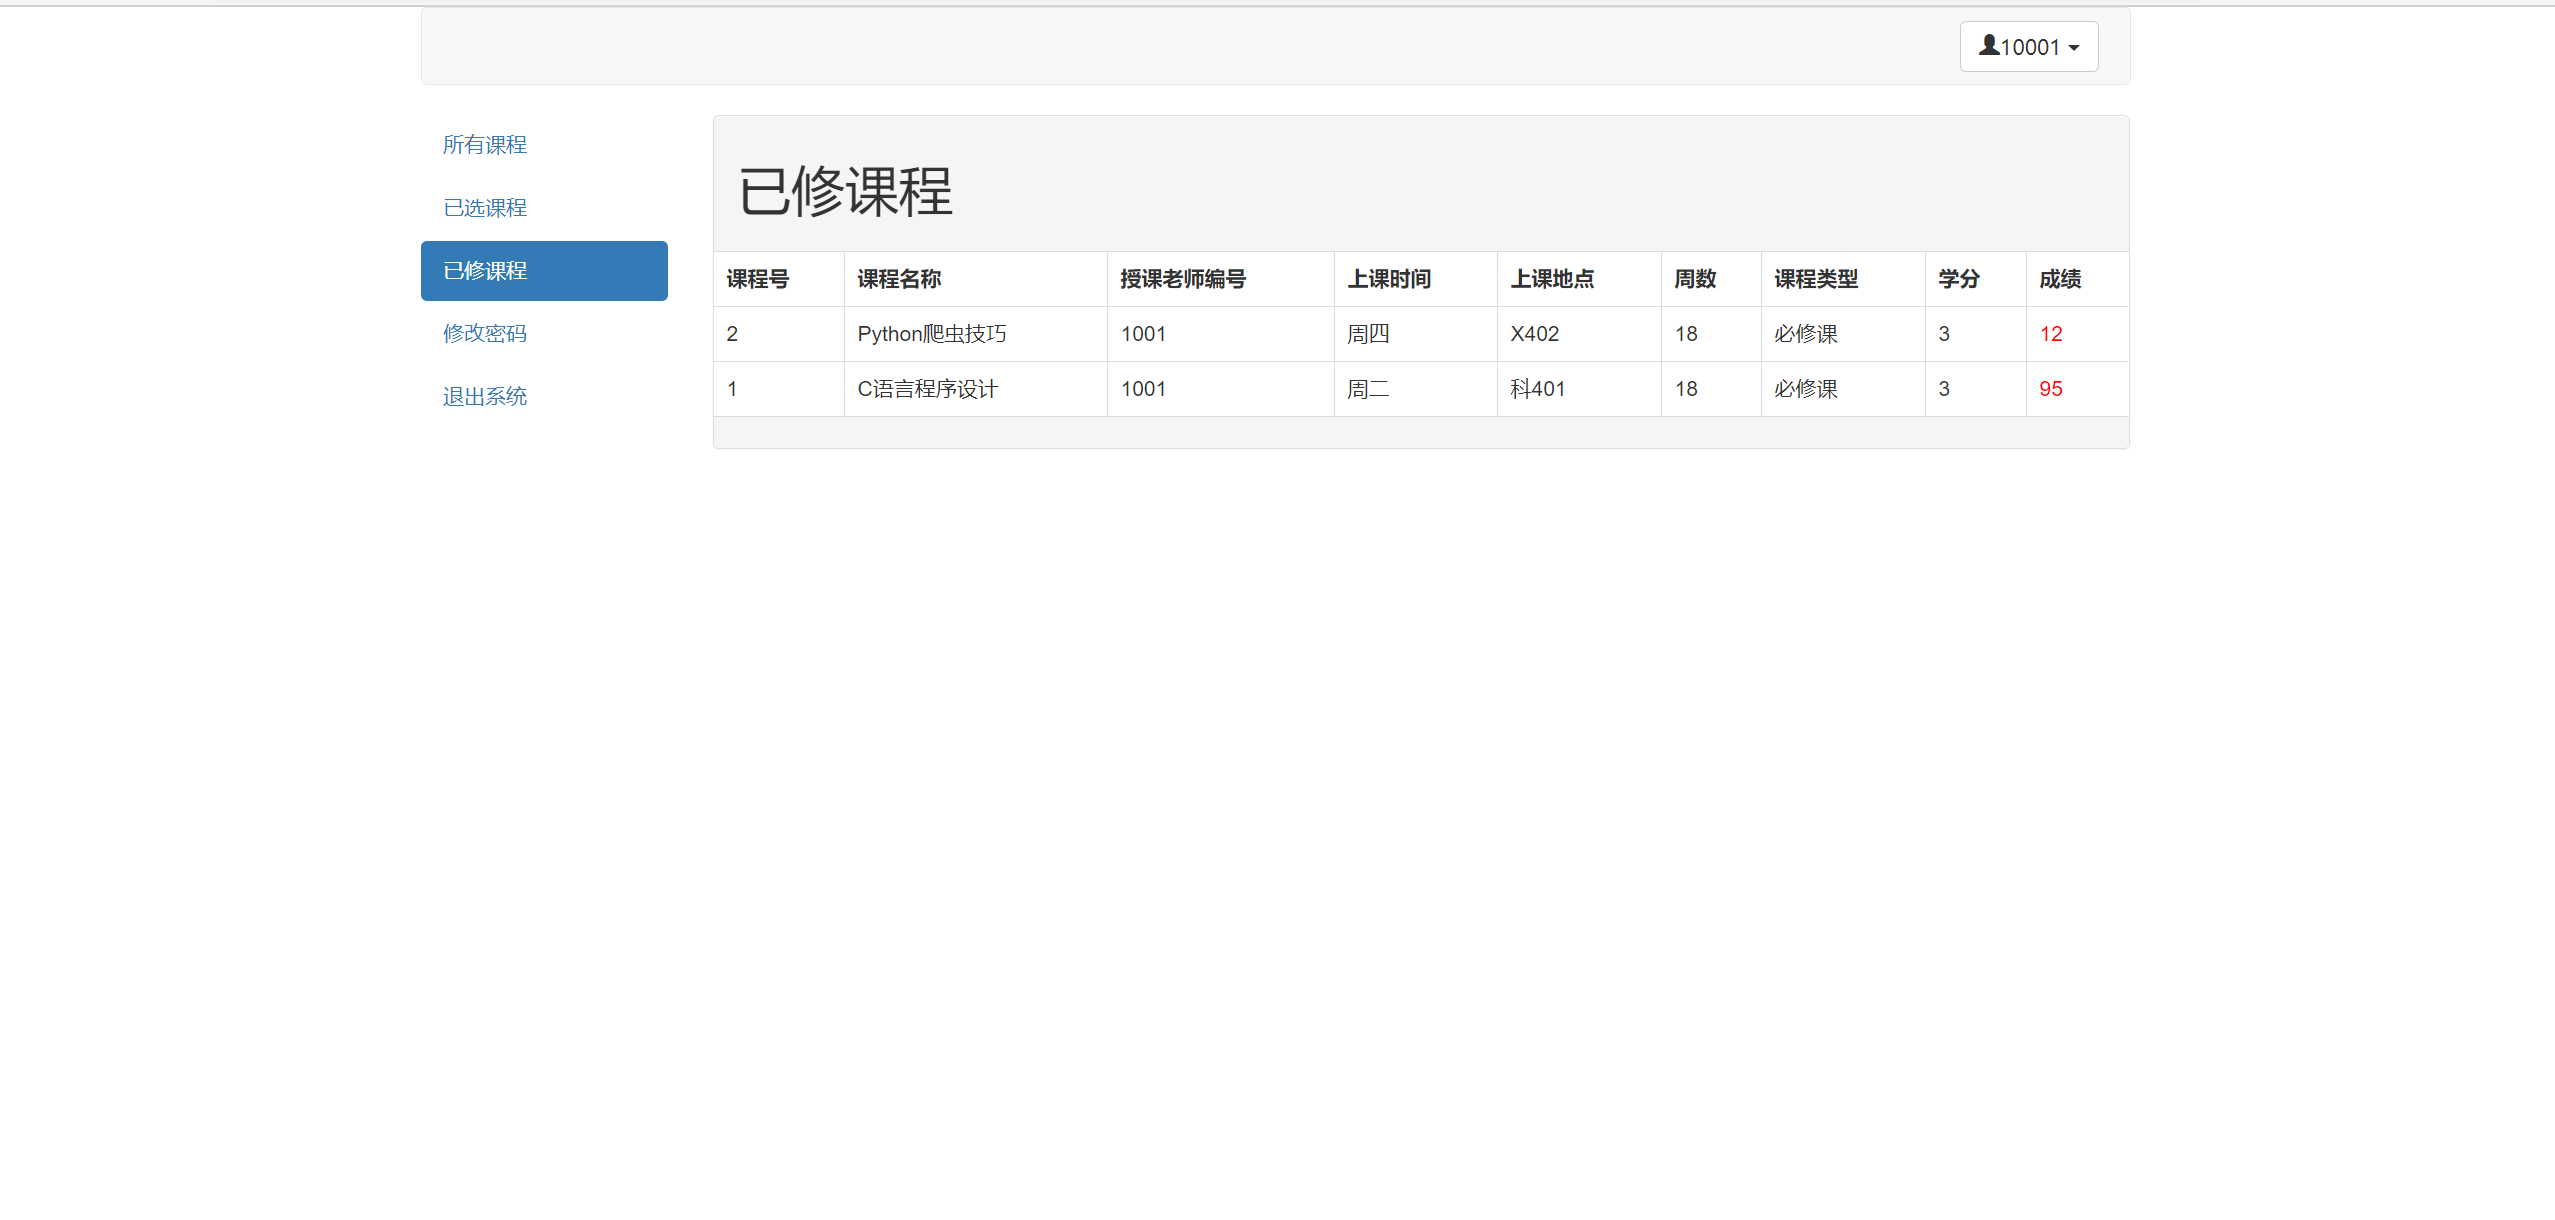 10001
所有课程
已选课程
已修课程
修改密码
退出系统
已修课程
课程号 课程名称 授课老师编号 上课时间 上课地点 周数 课程类型 学分 成绩
2 Python爬虫技巧 1001 周四 X402 18 必修课 3 12
1 C语言程序设计 1001 周二 科401 18 必修课 3 95